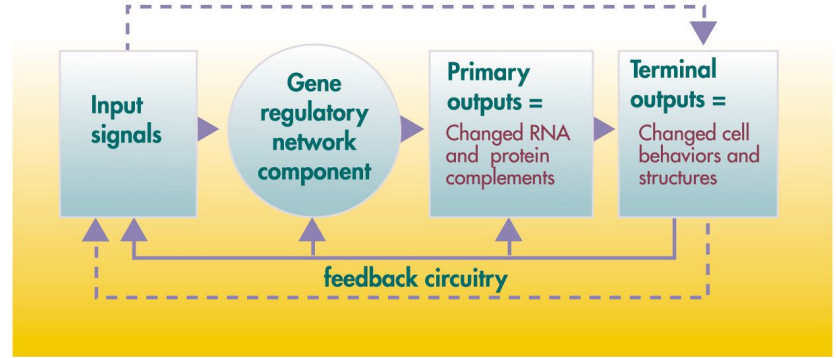 Input
signals
Gene
regulatory
network
component
Primary
outputs =
Changed RNA
and protein
complements
Terminal
outputs =
Changed cell
behaviors and
structures
feedback circuitry